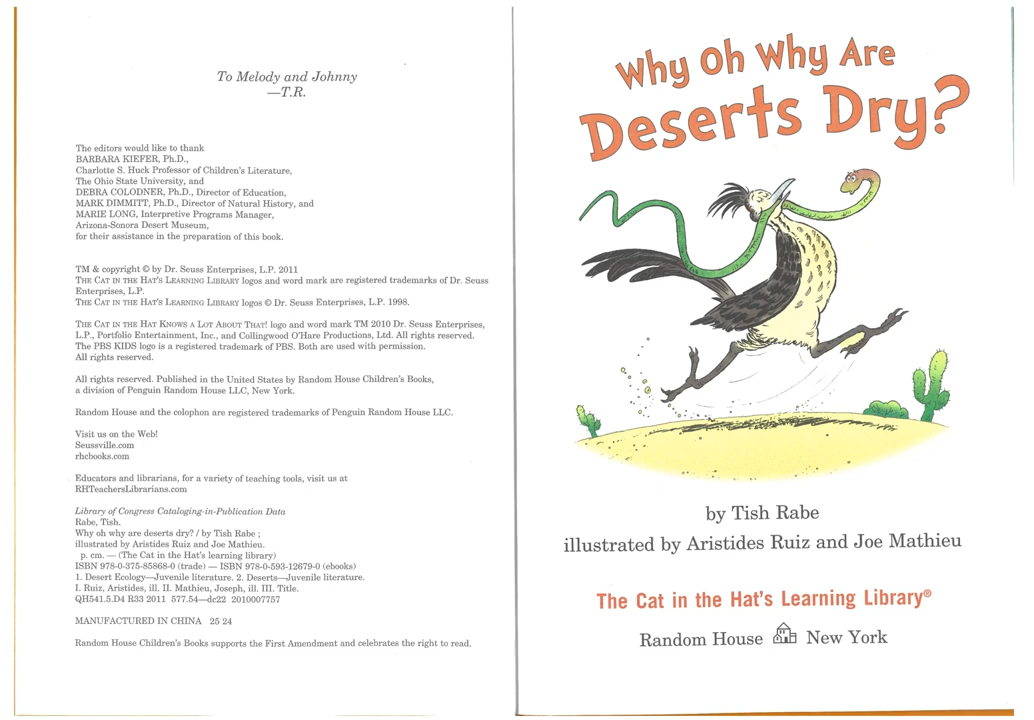 To Melody and Johnny
—T.R.
The editors would like to thank
BARBARA KIEFER, Ph.D.,
Charlotte S. Huck Professor of Children's Literature,
The Ohio State University, and
DEBRA COLODNER, Ph.D., Director of Education,
MARK DIMMITT, Ph.D., Director of Natural History, and
MARIE LONG, Interpretive Programs Manager,
Arizona-Sonora Desert Museum,
for their assistance in the preparation of this book.
TM & copyright © by Dr. Seuss Enterprises, L.P. 2011
THE CAT IN THE HAT'S LEARNING LIBRARY logos and word mark are registered trademarks of Dr. Seuss
Enterprises, L.P.
THE CAT IN THE HAT'S LEARNING LIBRARY logos © Dr. Seuss Enterprises, L.P. 1998.
THE CAT IN THE HAT KNOWS A LOT ABOUT THAT! logo and word mark TM 2010 Dr. Seuss Enterprises,
L.P., Portfolio Entertainment, Inc., and Collingwood O'Hare Productions, Ltd. All rights reserved.
The PBS KIDS logo is a registered trademark of PBS. Both are used with permission.
All rights reserved.
All rights reserved. Published in the United States by Random House Children's Books,
a division of Penguin Random House LLC, New York.
Random House and the colophon are registered trademarks of Penguin Random House LLC.
Visit us on the Web!
Seussville.com
rhcbooks.com
Educators and librarians, for a variety of teaching tools, visit us at
RHTeachersLibrarians.com
Library of Congress Cataloging-in-Publication Data
Rabe, Tish.
Why oh why are deserts dry? / by Tish Rabe ;
illustrated by Aristides Ruiz and Joe Mathieu.
p. cm. — (The Cat in the Hat's learning library)
ISBN 978-0-375-85868-0 (trade) — ISBN 978-0-593-12679-0 (ebooks)
1. Desert Ecology—Juvenile literature. 2. Deserts—Juvenile literature.
I. Ruiz, Aristides, ill. II. Mathieu, Joseph, ill. III. Title.
QH541.5.D4 R33 2011 577.54—dc22 2010007757
MANUFACTURED IN CHINA 25 24
Random House Children's Books supports the First Amendment and celebrates the right to read.
Why Oh Why Are
Deserts Dry?
by Tish Rabe
illustrated by Aristides Ruiz and Joe Mathieu
The Cat in the Hat's Learning Library®
Random House New York